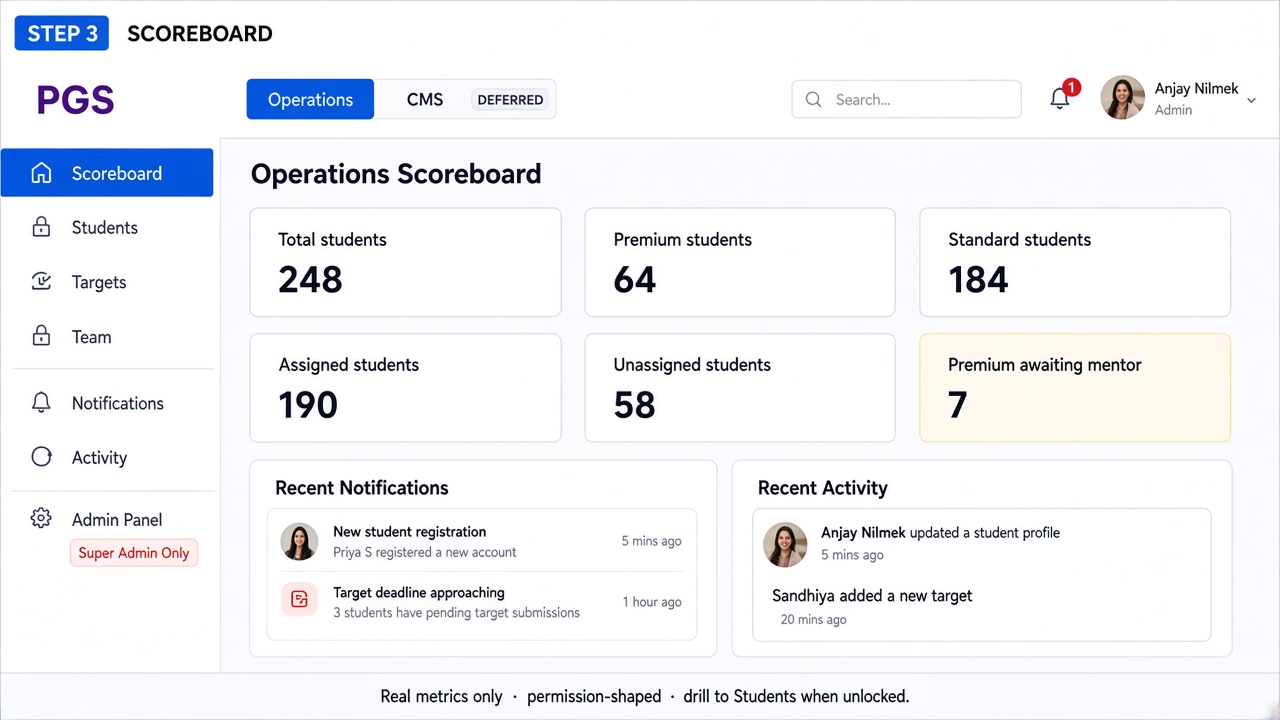 STEP 3 SCOREBOARD
PGS
Operations CMS DEFERRED
Search...
1
Anjay Nilmek
Admin
Scoreboard
Students
Targets
Team
Notifications
Activity
Admin Panel
Super Admin Only
Operations Scoreboard
Total students
248
Premium students
64
Standard students
184
Assigned students
190
Unassigned students
58
Premium awaiting mentor
7
Recent Notifications
New student registration
Priya S registered a new account
5 mins ago
Target deadline approaching
3 students have pending target submissions
1 hour ago
Recent Activity
Anjay Nilmek updated a student profile
5 mins ago
Sandhiya added a new target
20 mins ago
Real metrics only · permission-shaped · drill to Students when unlocked.